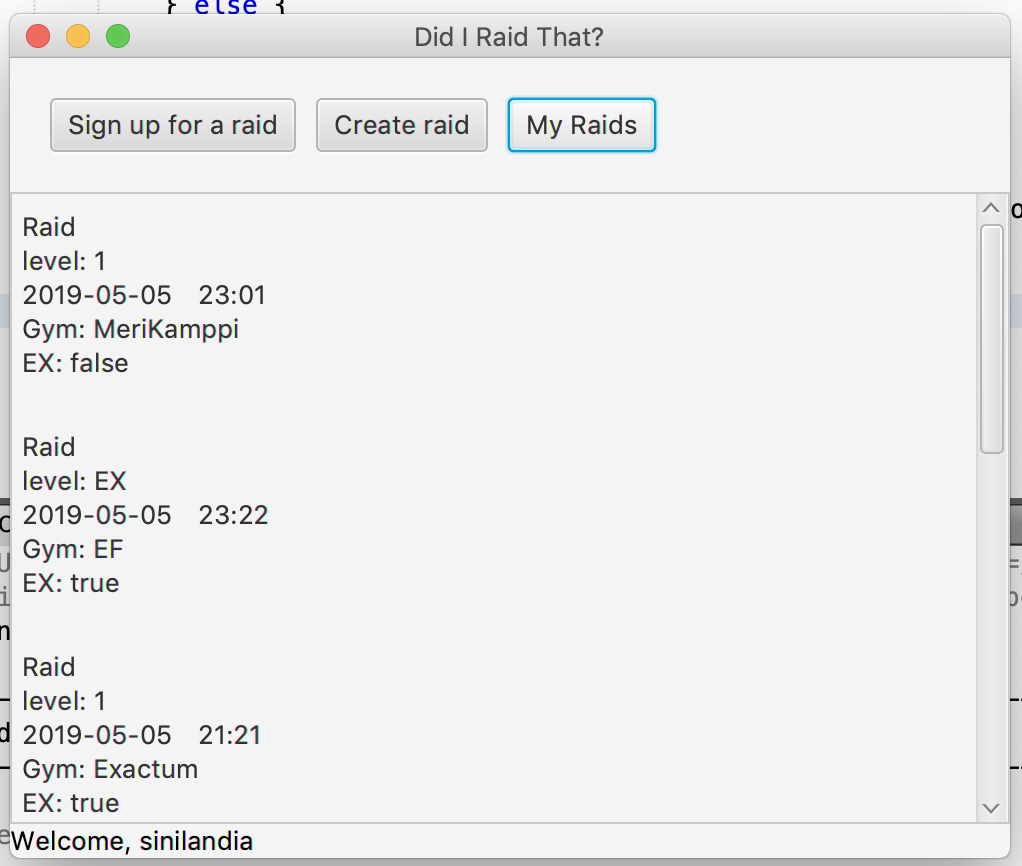 } else {
Did I Raid That?
Sign up for a raid
Create raid
My Raids
Raid
level: 1
2019-05-05 23:01
Gym: MeriKamppi
EX: false
Raid
level: EX
2019-05-05 23:22
Gym: EF
EX: true
Raid
level: 1
2019-05-05 21:21
Gym: Exactum
EX: true
Welcome, sinilandia